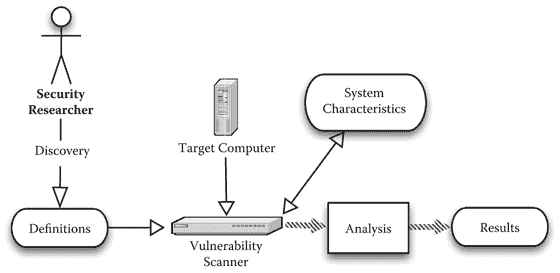 Security
Researcher
Discovery
Definitions
Target Computer
System
Characteristics
Vulnerability
Scanner
Analysis
Results